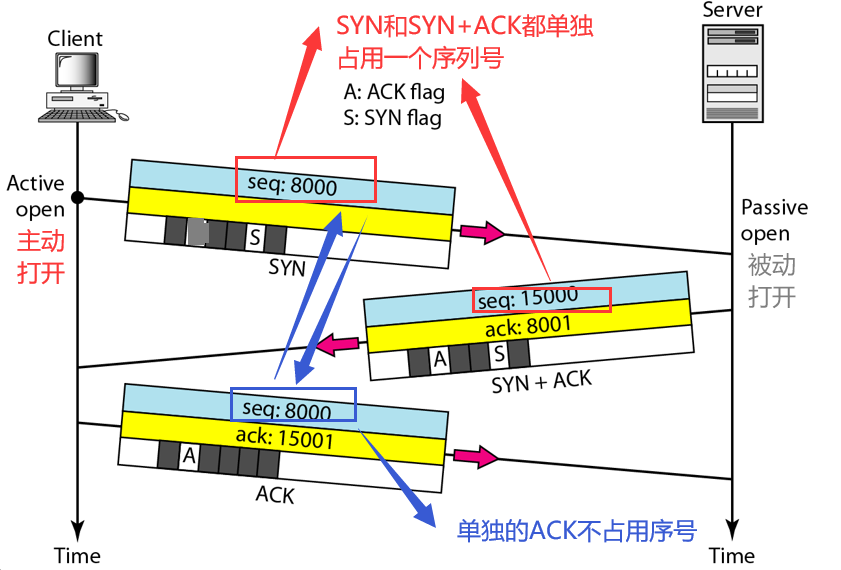 Client
Server
SYN和SYN+ACK都单独
占用一个序列号
A: ACK flag
S: SYN flag
Active
open
主动
打开
seq: 8000
S
SYN
Passive
open
被动
打开
seq: 15000
ack: 8001
A S
SYN + ACK
seq: 8000
ack: 15001
A
ACK
单独的ACK不占用序号
Time
Time